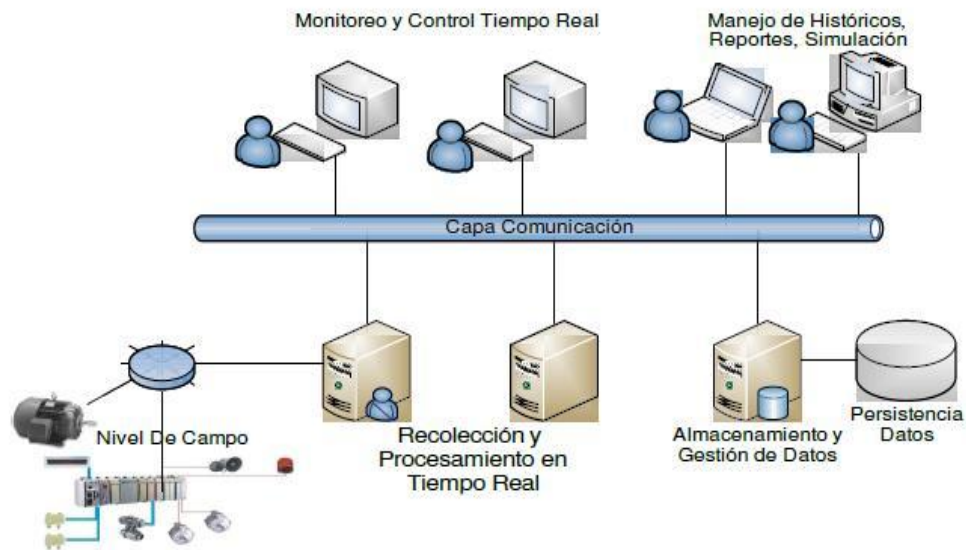 Monitoreo y Control Tiempo Real
Manejo de Históricos,
Reportes, Simulación
Capa Comunicación
Nivel De Campo
Recolección y
Procesamiento en
Tiempo Real
Almacenamiento y
Gestión de Datos
Persistencia
Datos